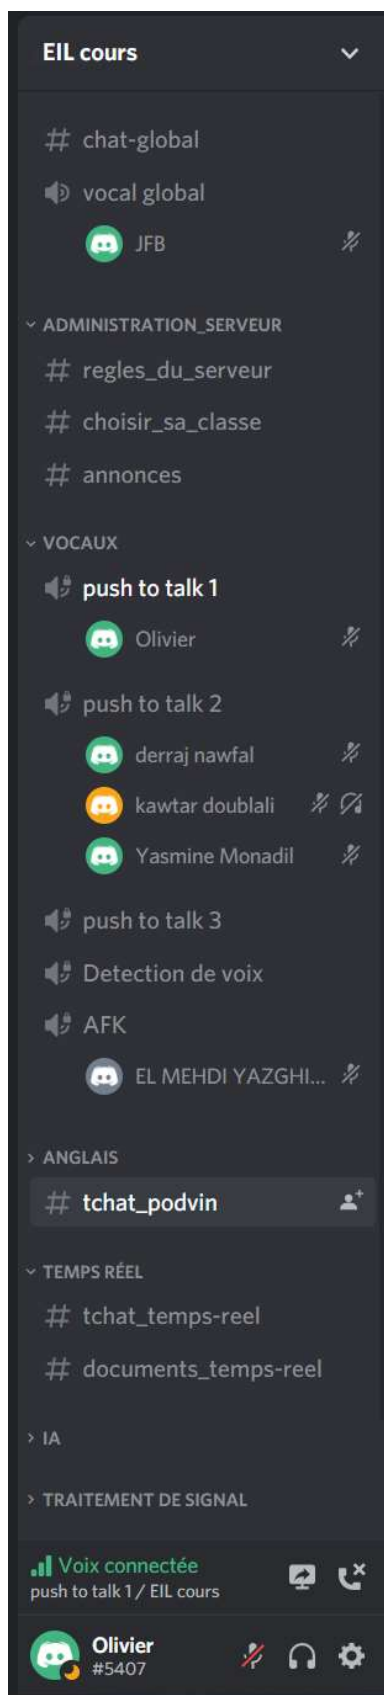 EIL cours
# chat-global
vocal global
JFB
ADMINISTRATION_SERVEUR
# regles_du_serveur
# choisir_sa_classe
# annonces
VOCAUX
push to talk 1
Olivier
push to talk 2
derraj nawfal
kawtar doublali
Yasmine Monadil
push to talk 3
Detection de voix
AFK
EL MEHDI YAZGHI...
ANGLAIS
# tchat_podvin
TEMPS RÉEL
# tchat_temps-reel
# documents_temps-reel
IA
TRAITEMENT DE SIGNAL
Voix connectée
push to talk 1 / EIL cours
Olivier
#5407